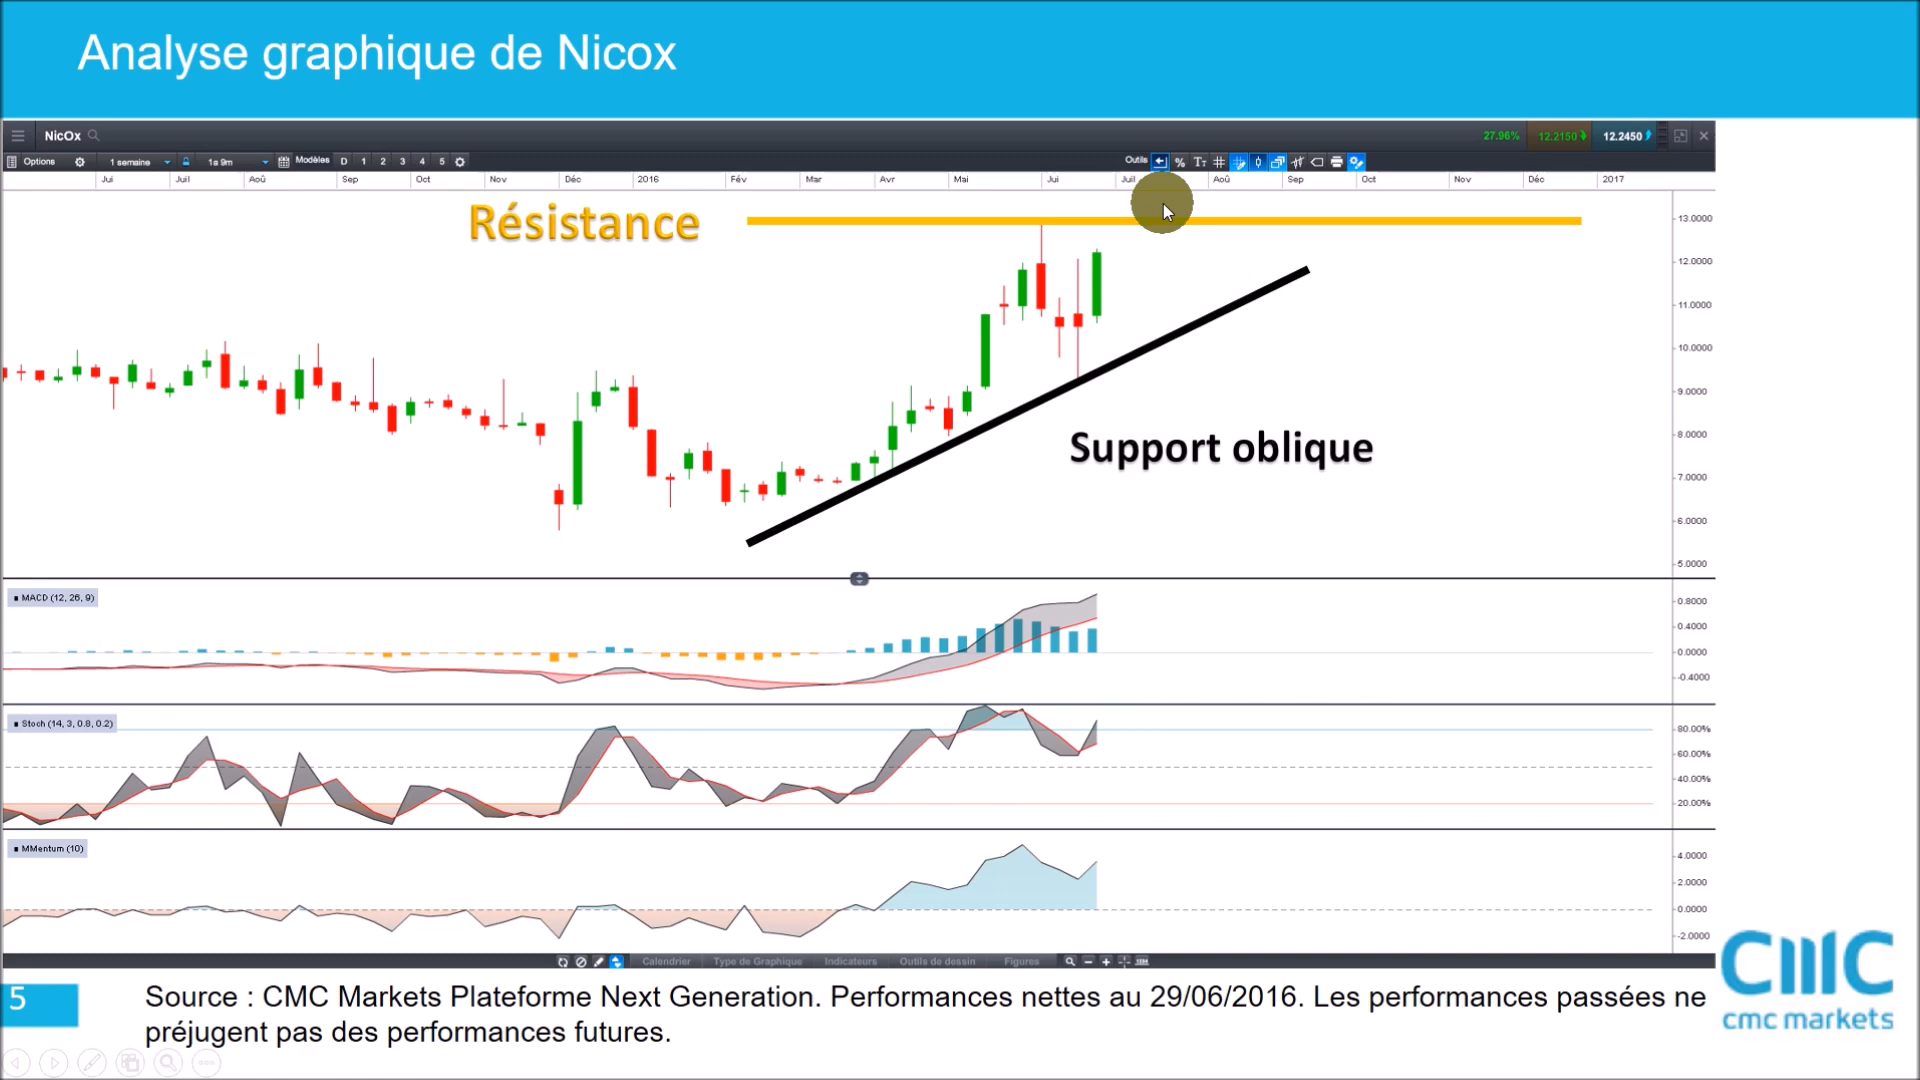 Analyse graphique de Nicox
NicOx
27.96% 12.2150 12.2450
Options 1 semaine 1a 9m Modèles D 1 2 3 4 5 Outils
Jui Juil Aoû Sep Oct Nov Déc 2016 Fév Mar Avr Mai Jui Juil Aoû Sep Oct Nov Déc 2017
Résistance
13.0000
12.0000
11.0000
10.0000
9.0000
Support oblique
8.0000
7.0000
6.0000
5.0000
MACD (12, 26, 9)
0.8000
0.4000
0.0000
-0.4000
Stoch (14, 3, 0.8, 0.2)
80.00%
60.00%
40.00%
20.00%
MMentum (10)
4.0000
2.0000
0.0000
-2.0000
Calendrier Type de Graphique Indicateurs Outils de dessin Figures
CMC
cmc markets
5
Source : CMC Markets Plateforme Next Generation. Performances nettes au 29/06/2016. Les performances passées ne
préjugent pas des performances futures.